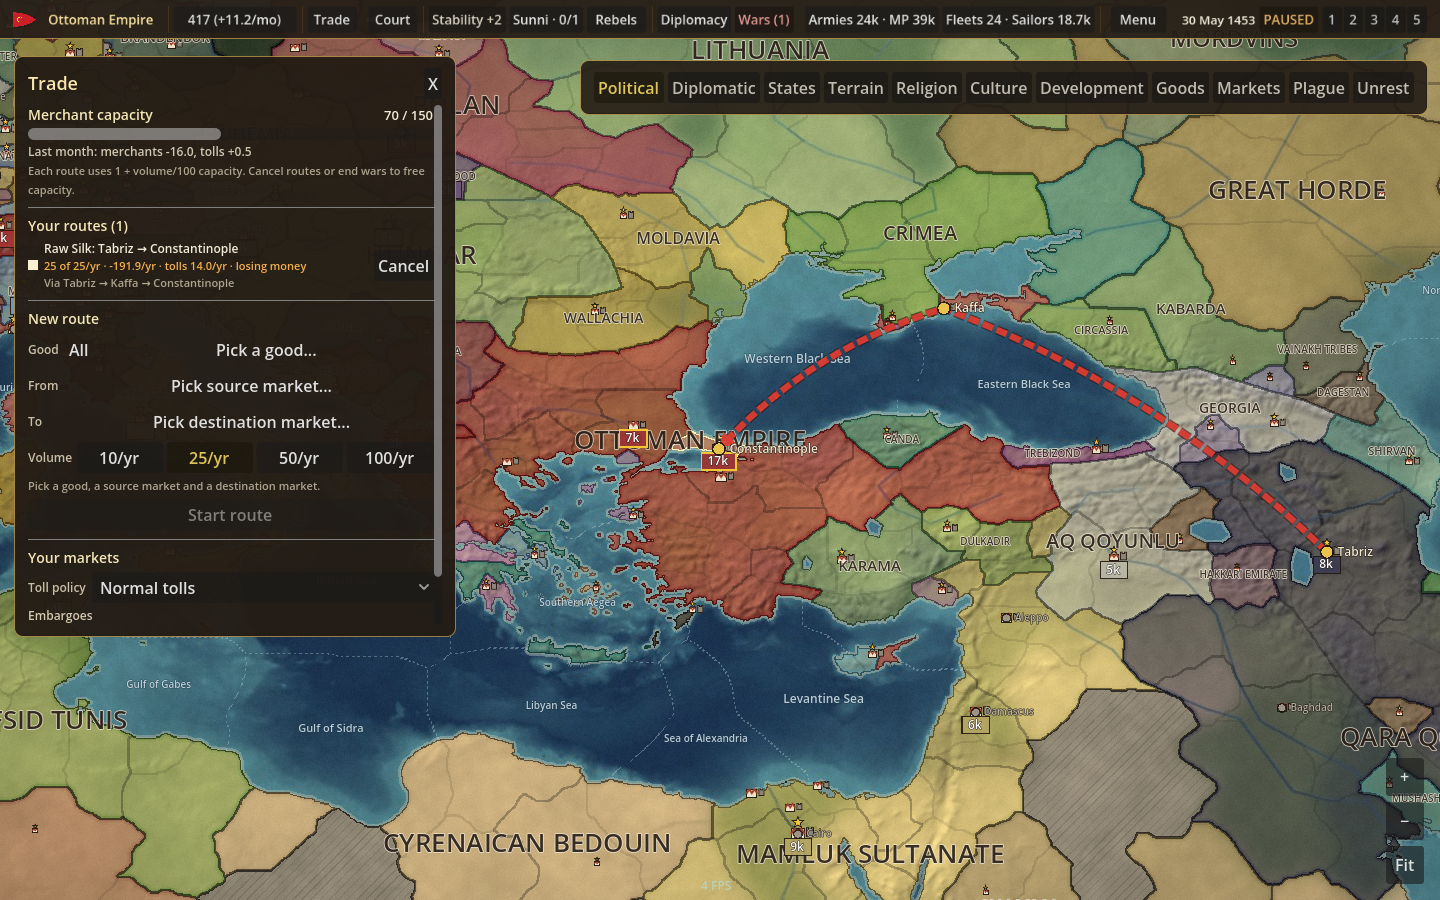 Ottoman Empire
417 (+11.2/mo)
Trade
Court
Stability +2
Sunni · 0/1
Rebels
Diplomacy
Wars (1)
Armies 24k · MP 39k
Fleets 24 · Sailors 18.7k
Menu
30 May 1453
PAUSED
1 2 3 4 5
Trade
X
Merchant capacity
70 / 150
Last month: merchants -16.0, tolls +0.5
Each route uses 1 + volume/100 capacity. Cancel routes or end wars to free
capacity.
Your routes (1)
Raw Silk: Tabriz → Constantinople
25 of 25/yr · -191.9/yr · tolls 14.0/yr · losing money
Via Tabriz → Kaffa → Constantinople
Cancel
New route
Good All Pick a good...
From Pick source market...
To Pick destination market...
Volume 10/yr 25/yr 50/yr 100/yr
Pick a good, a source market and a destination market.
Start route
Your markets
Toll policy Normal tolls
Embargoes
Political
Diplomatic
States
Terrain
Religion
Culture
Development
Goods
Markets
Plague
Unrest
LITHUANIA
MORDVINS
GREAT HORDE
MOLDAVIA
CRIMEA
WALLACHIA
KABARDA
CIRCASSIA
Kaffa
VAINAKH TRIBES
DAGESTAN
Western Black Sea
Eastern Black Sea
GEORGIA
SHIRVAN
OTTOMAN EMPIRE
7k
Constantinople
17k
CANDA
TREBIZOND
DULKADIR
AQ QOYUNLU
5k
KARAMA
HAKKARI EMIRATE
Tabriz
8k
Southern Aegea
Aleppo
Levantine Sea
Gulf of Gabes
Gulf of Sidra
Libyan Sea
Sea of Alexandria
Damascus
6k
Baghdad
QARA Q
FSID TUNIS
CYRENAICAN BEDOUIN
Cairo
9k
MAMLUK SULTANATE
MUSHASH
4 FPS
+
−
Fit